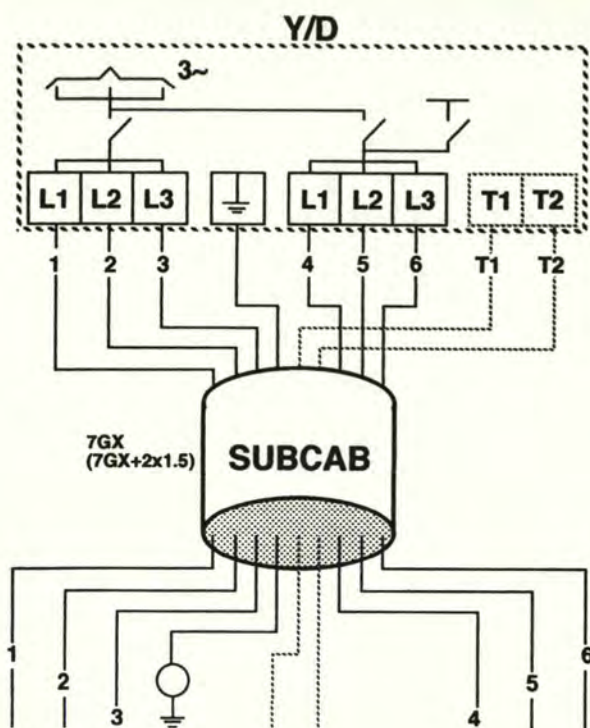 Y/D
3~
L1 L2 L3 L1 L2 L3 T1 T2
1 2 3 4 5 6 T1 T2
7GX
(7GX+2x1.5)
SUBCAB
1 2 3 4 5 6